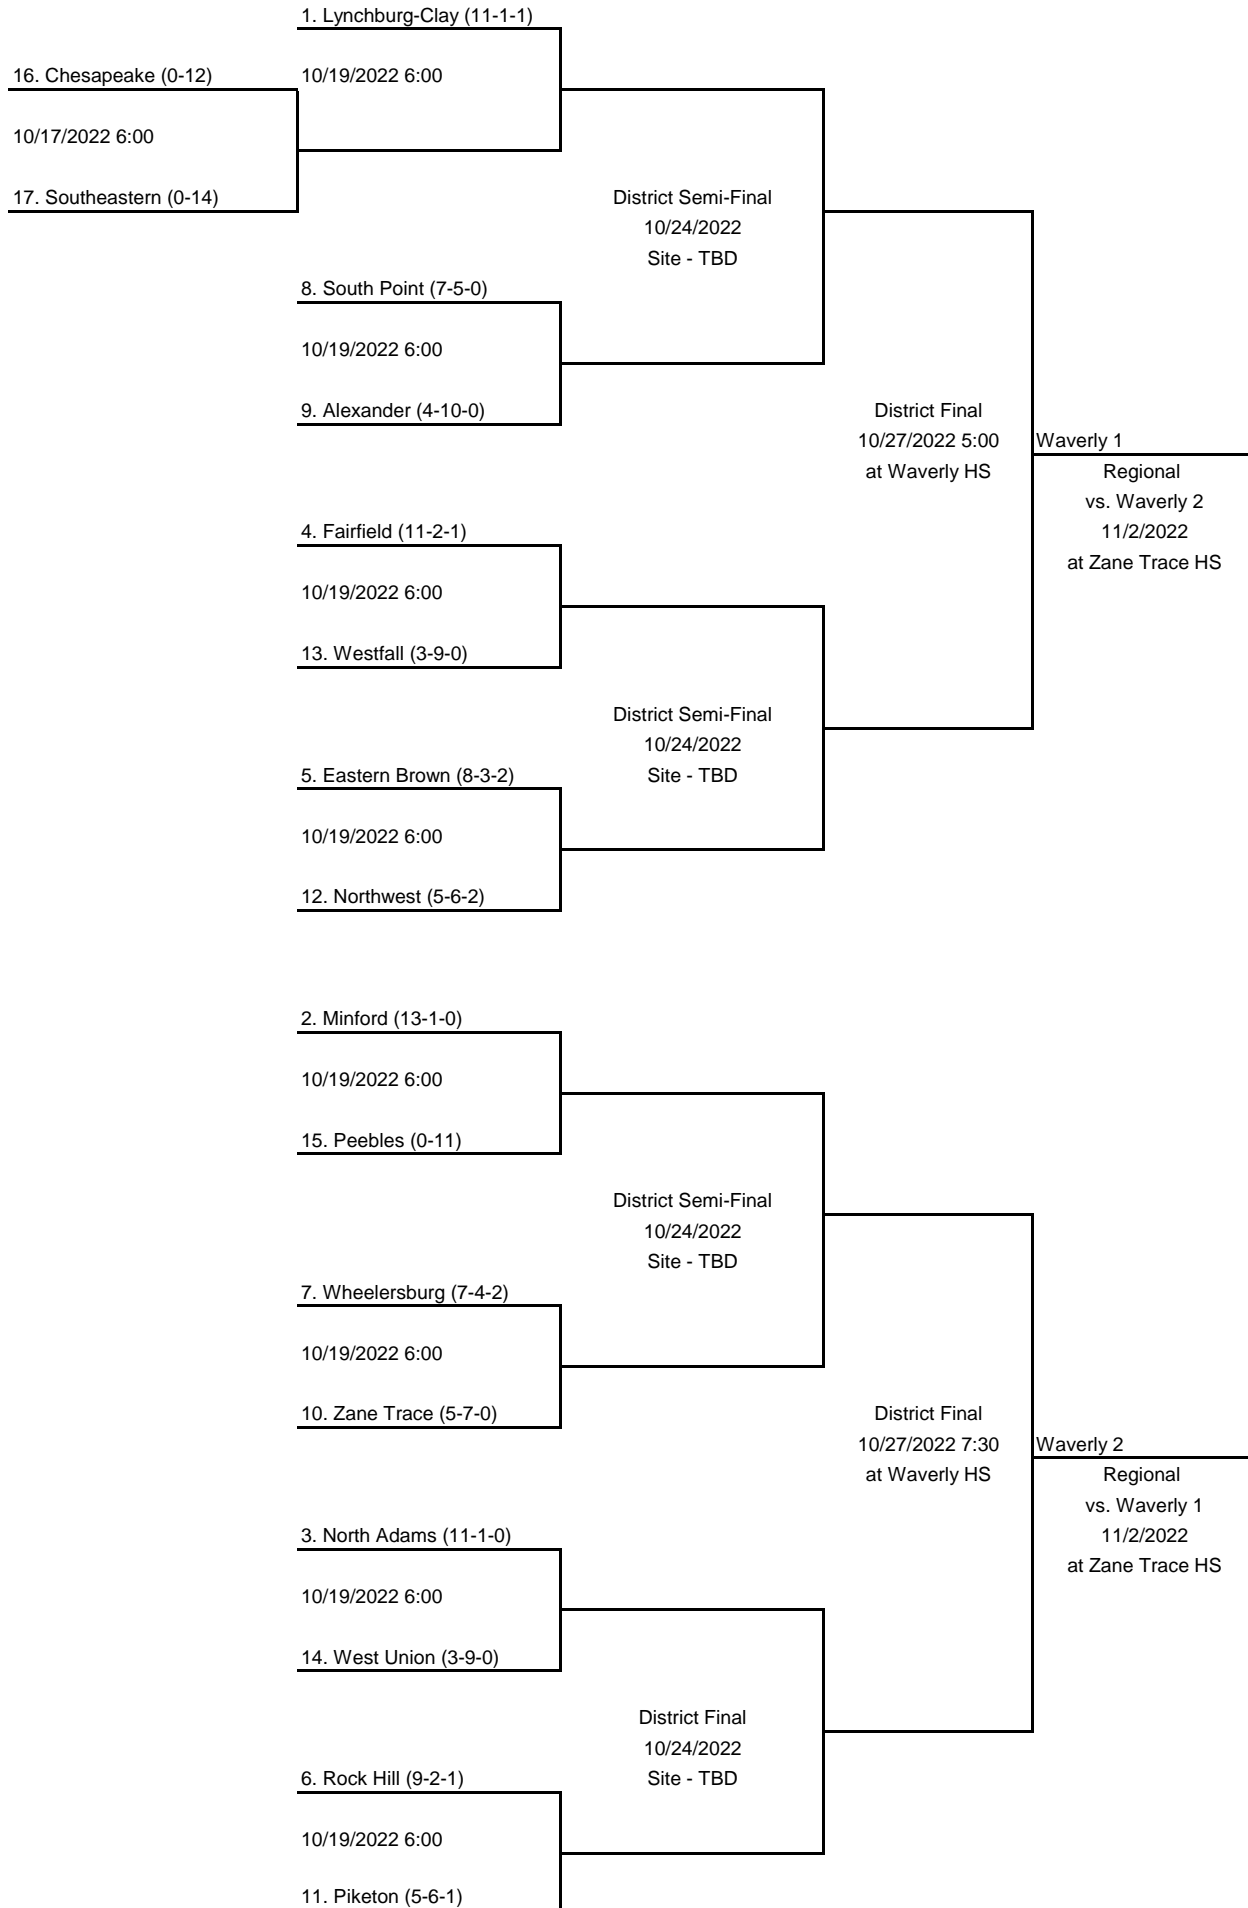 1. Lynchburg-Clay (11-1-1)
16. Chesapeake (0-12)
10/19/2022 6:00
10/17/2022 6:00
17. Southeastern (0-14)
District Semi-Final
10/24/2022
Site - TBD
8. South Point (7-5-0)
10/19/2022 6:00
9. Alexander (4-10-0)
District Final
10/27/2022 5:00
at Waverly HS
Waverly 1
Regional
vs. Waverly 2
11/2/2022
at Zane Trace HS
4. Fairfield (11-2-1)
10/19/2022 6:00
13. Westfall (3-9-0)
District Semi-Final
10/24/2022
Site - TBD
5. Eastern Brown (8-3-2)
10/19/2022 6:00
12. Northwest (5-6-2)
2. Minford (13-1-0)
10/19/2022 6:00
15. Peebles (0-11)
District Semi-Final
10/24/2022
Site - TBD
7. Wheelersburg (7-4-2)
10/19/2022 6:00
10. Zane Trace (5-7-0)
District Final
10/27/2022 7:30
at Waverly HS
Waverly 2
Regional
vs. Waverly 1
11/2/2022
at Zane Trace HS
3. North Adams (11-1-0)
10/19/2022 6:00
14. West Union (3-9-0)
District Final
10/24/2022
Site - TBD
6. Rock Hill (9-2-1)
10/19/2022 6:00
11. Piketon (5-6-1)